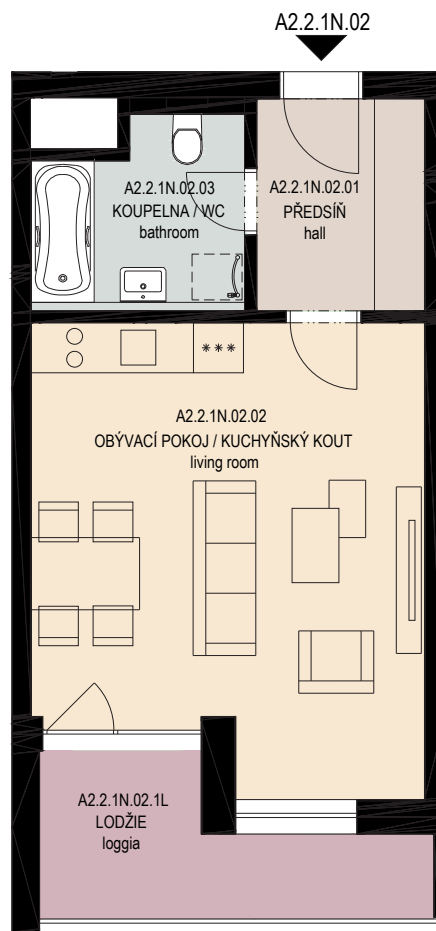 A2.2.1N.02
A2.2.1N.02.03
KOUPELNA / WC
bathroom
A2.2.1N.02.01
PŘEDSÍŇ
hall
A2.2.1N.02.02
OBÝVACÍ POKOJ / KUCHYŇSKÝ KOUT
living room
A2.2.1N.02.1L
LODŽIE
loggia